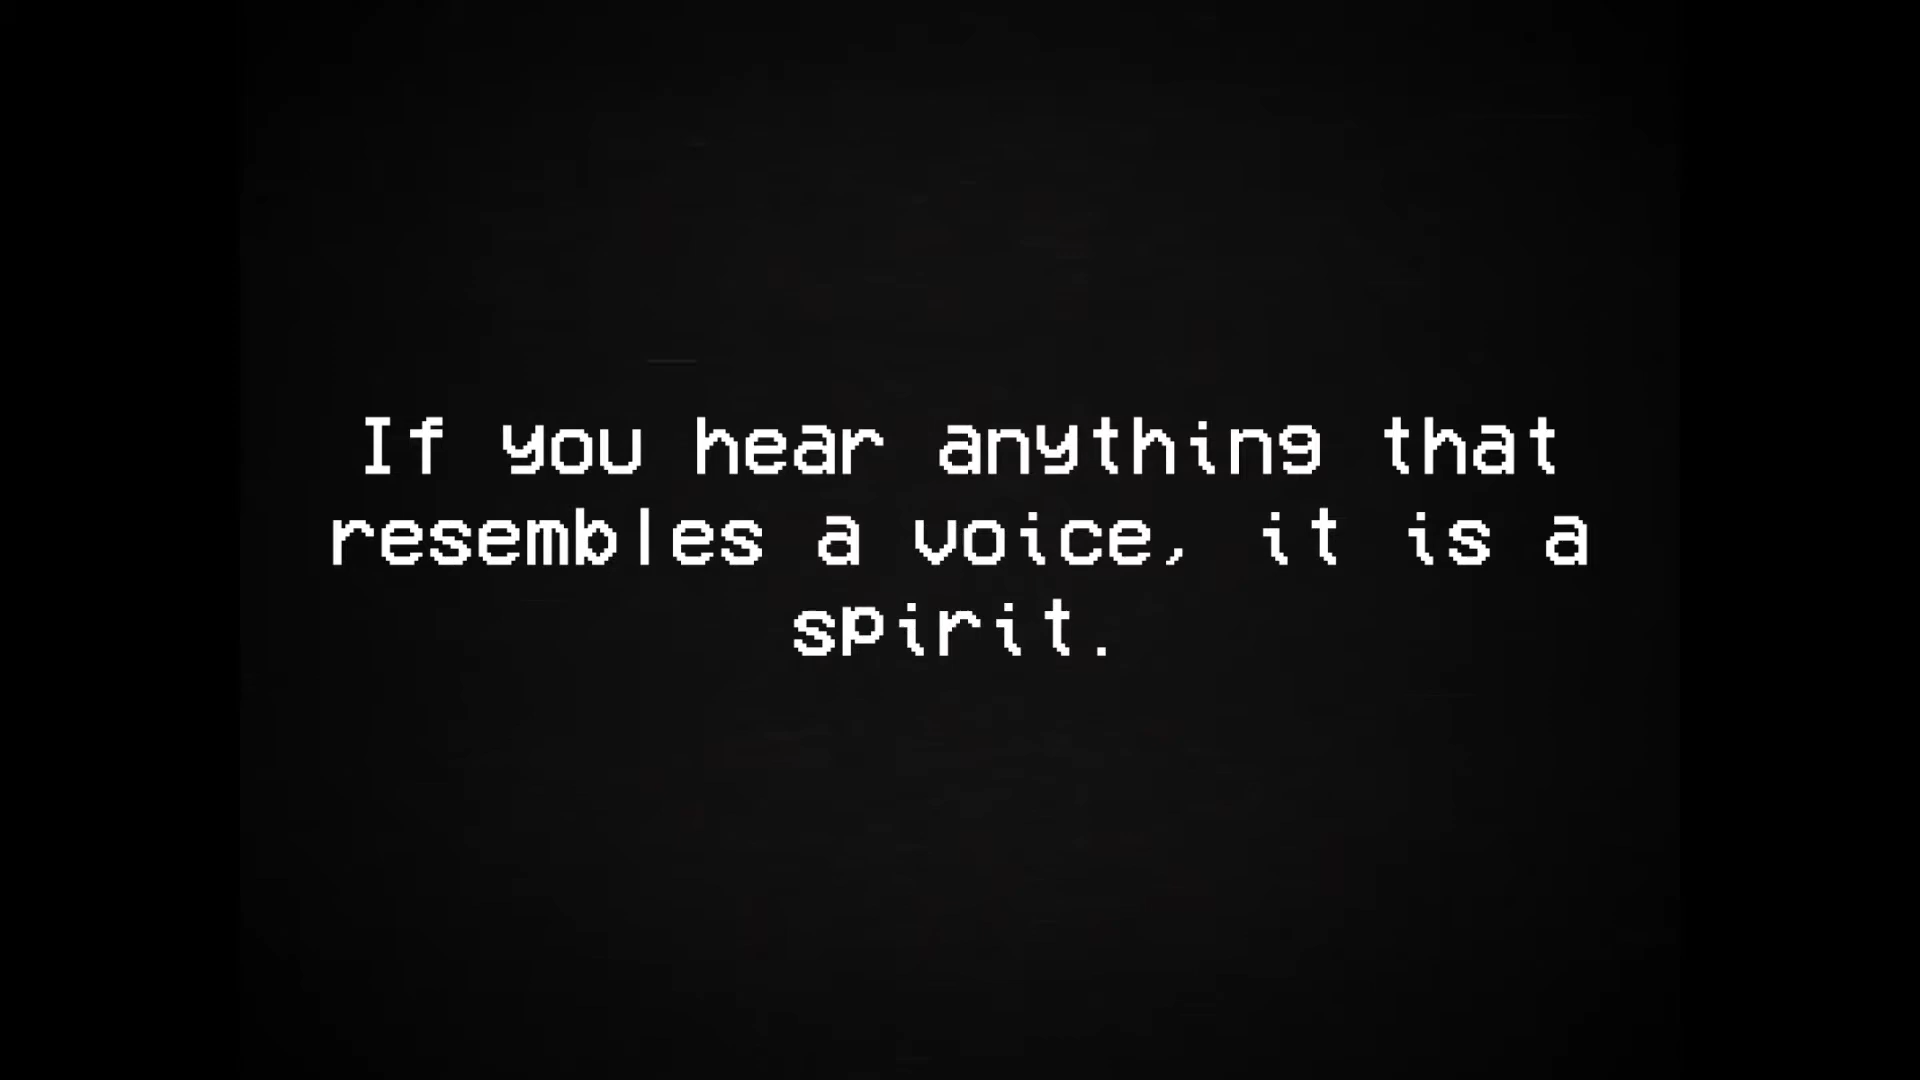 If you hear anything that
resembles a voice, it is a
spirit.